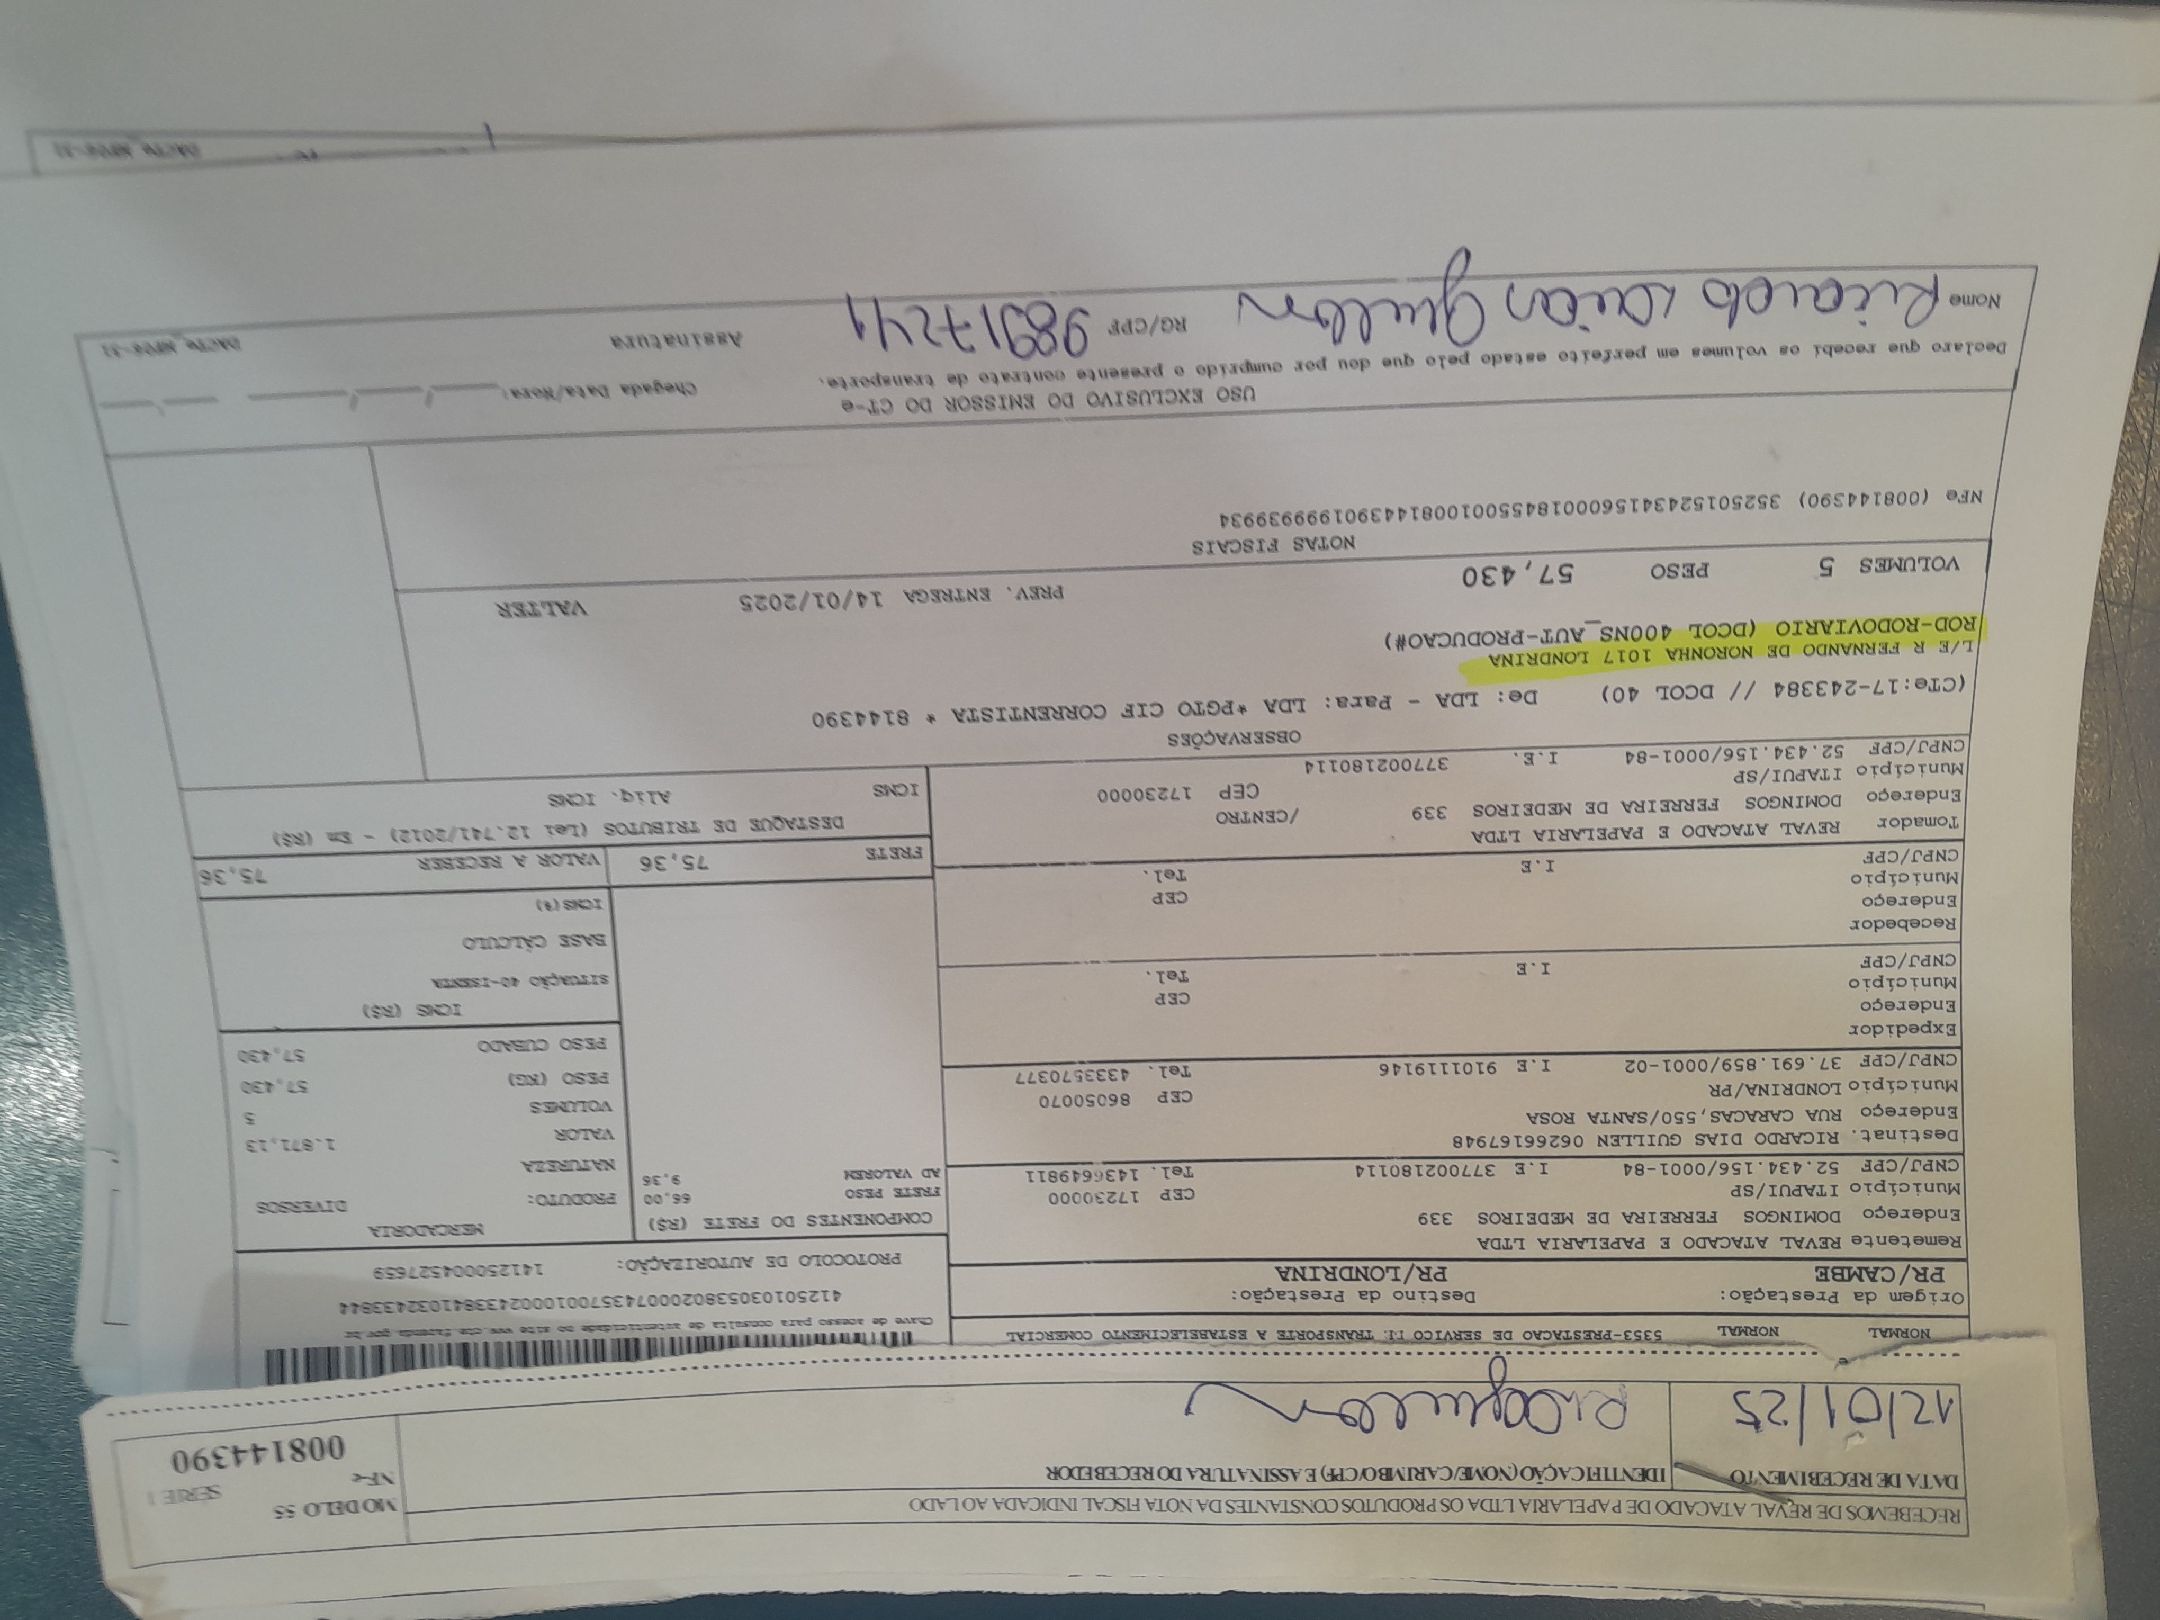 RECEBEMOS DE REVAL ATACADO DE PAPELARIA LTDA OS PRODUTOS CONSTANTES DA NOTA FISCAL INDICADA AO LADO
DATA DE RECEBIMENTO
IDENTIFICAÇÃO (NOME/CARIMBO/CPF) E ASSINATURA DO RECEBEDOR
12/01/25
MODELO 55
NFe SERIE 1
008144390
NORMAL NORMAL 5353-PRESTACAO DE SERVICO TRANSPORTE A ESTABELECIMENTO COMERCIAL
Chave de acesso para consulta de autenticidade no site www.cte.fazenda.gov.br
Origem da Prestação: Destino da Prestação:
PR/CAMBE PR/LONDRINA
PROTOCOLO DE AUTORIZAÇÃO: 141250004527659
Remetente REVAL ATACADO E PAPELARIA LTDA
Endereço DOMINGOS FERREIRA DE MEDEIROS 339
Município ITAPUI/SP CEP 17230000
CNPJ/CPF 52.434.156/0001-84 I.E 377002180114 Tel. 1436649811
Destinat. RICARDO DIAS GUILLEN 06266167948
Endereço RUA CARACAS,550/SANTA ROSA
Município LONDRINA/PR CEP 86050070
CNPJ/CPF 37.691.859/0001-02 I.E 910119146 Tel. 4333570377
Expedidor
Endereço
Município CEP
CNPJ/CPF I.E Tel.
Recebedor
Endereço
Município CEP
CNPJ/CPF I.E Tel.
Tomador REVAL ATACADO E PAPELARIA LTDA
Endereço DOMINGOS FERREIRA DE MEDEIROS 339 /CENTRO
Município ITAPUI/SP CEP 17230000
CNPJ/CPF 52.434.156/0001-84 I.E. 377002180114
COMPONENTES DO FRETE (R$)
FRETE PESO 66,00
AD VALOREM 9,36
MERCADORIA
PRODUTO: DIVERSOS
NATUREZA
VALOR 1.871,13
VOLUMES 5
PESO (KG) 57,430
PESO CUBADO 57,430
ICMS (R$)
SITUAÇÃO 40-ISENTA
BASE CÁLCULO
ICMS(%)
FRETE 75,36 VALOR A RECEBER 75,36
DESTAQUE DE TRIBUTOS (Lei 12.741/2012) - Em (R$)
ICMS Aliq. ICMS
OBSERVAÇÕES
(CTe:17-243384 // DCOL 40) De: LDA - Para: LDA *PGTO CIF CORRENTISTA * 8144390
L/E R FERNANDO DE NORONHA 1017 LONDRINA
ROD-RODOVIARIO (DCOL 400NS_AUT-PRODUCAO#)
VOLUMES 5 PESO 57,430 PREV. ENTREGA 14/01/2025 VALTER
NOTAS FISCAIS
NFe (008144390) 35250152434156000184550010081443901999939934
USO EXCLUSIVO DO EMISSOR DO CT-e
Chegada Data/Hora:
Declaro que recebi os volumes em perfeito estado pelo que dou por cumprido o presente contrato de transporte.
Nome Ricardo Dias Guillen RG/CPF 98917241 Assinatura
DACTe
DACTe